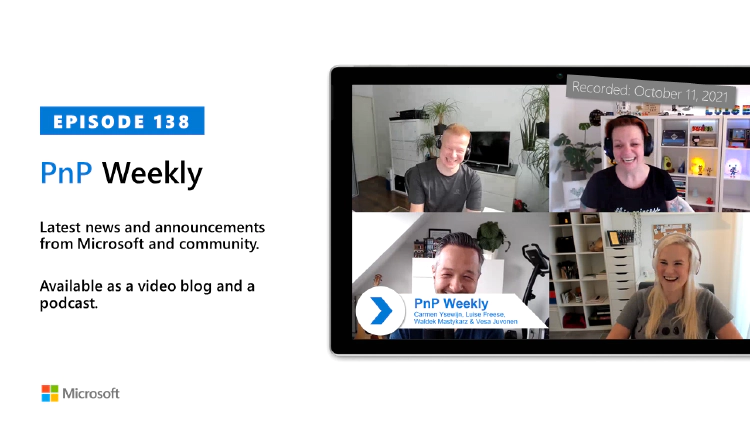 EPISODE 138
PnP Weekly
Latest news and announcements
from Microsoft and community.
Available as a video blog and a
podcast.
Microsoft
Recorded: October 11, 2021
PnP Weekly
Carmen Ysewijn, Luise Freese,
Waldek Mastykarz & Vesa Juvonen